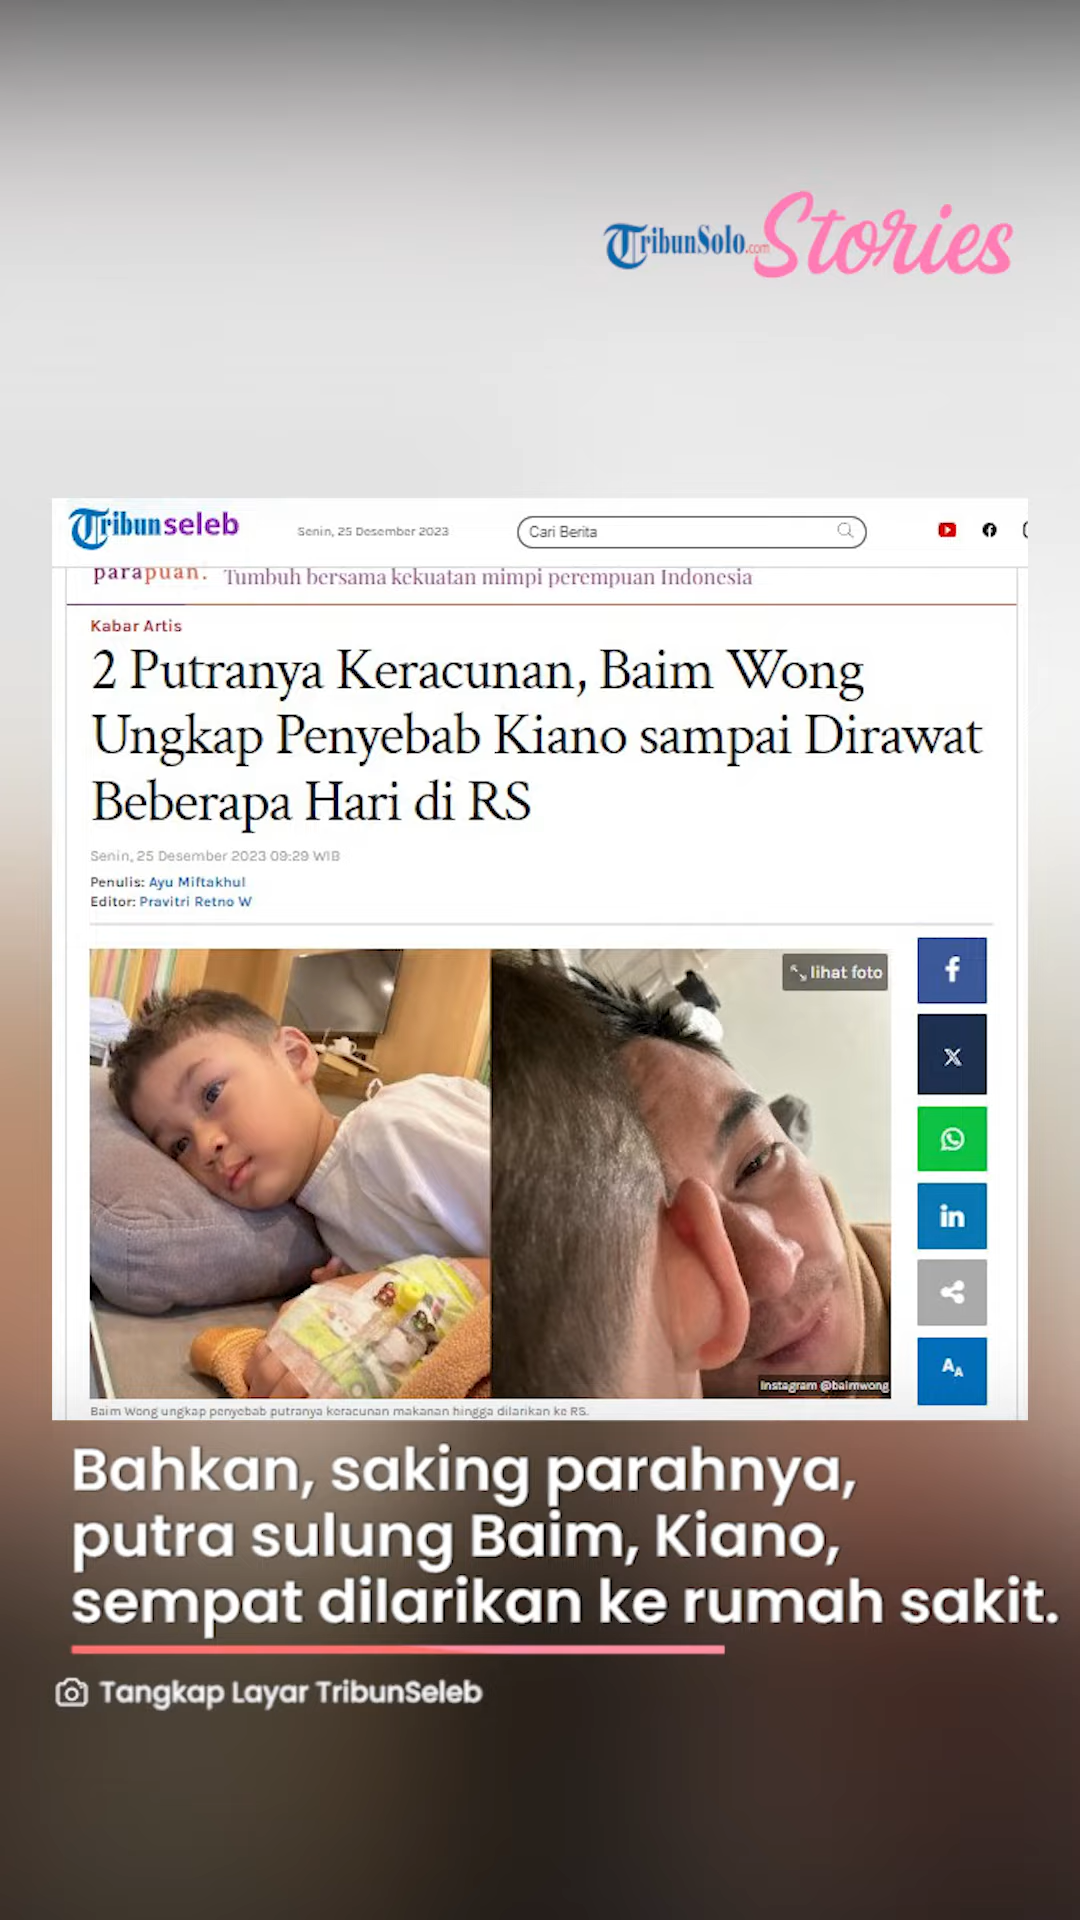 TribunSolo.com Stories
Tribunseleb
Senin, 25 Desember 2023
Cari Berita
parapuan. Tumbuh bersama kekuatan mimpi perempuan Indonesia
Kabar Artis
2 Putranya Keracunan, Baim Wong
Ungkap Penyebab Kiano sampai Dirawat
Beberapa Hari di RS
Senin, 25 Desember 2023 09:29 WIB
Penulis: Ayu Miftakhul
Editor: Pravitri Retno W
lihat foto
Instagram @baimwong
Baim Wong ungkap penyebab putranya keracunan makanan hingga dilarikan ke RS.
Bahkan, saking parahnya,
putra sulung Baim, Kiano,
sempat dilarikan ke rumah sakit.
Tangkap Layar TribunSeleb